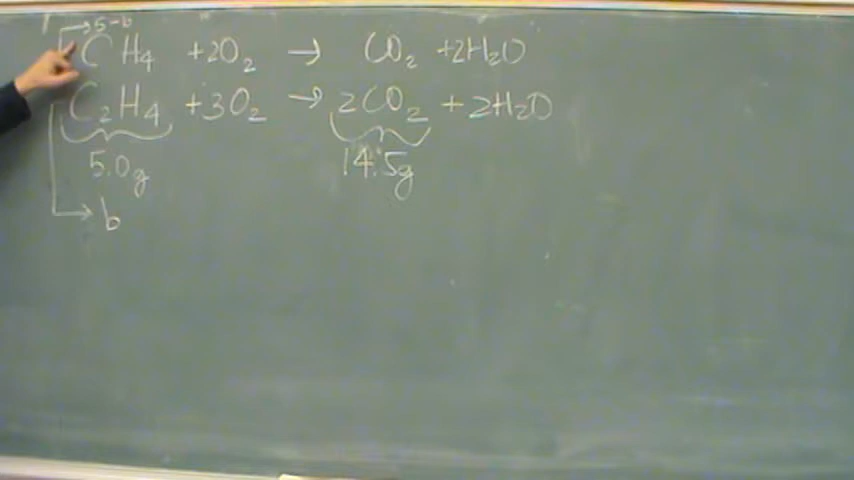 5-b
CH4 +2O2 → CO2 +2H2O
C2H4 +3O2 → 2CO2 +2H2O
5.0g 14.5g
b